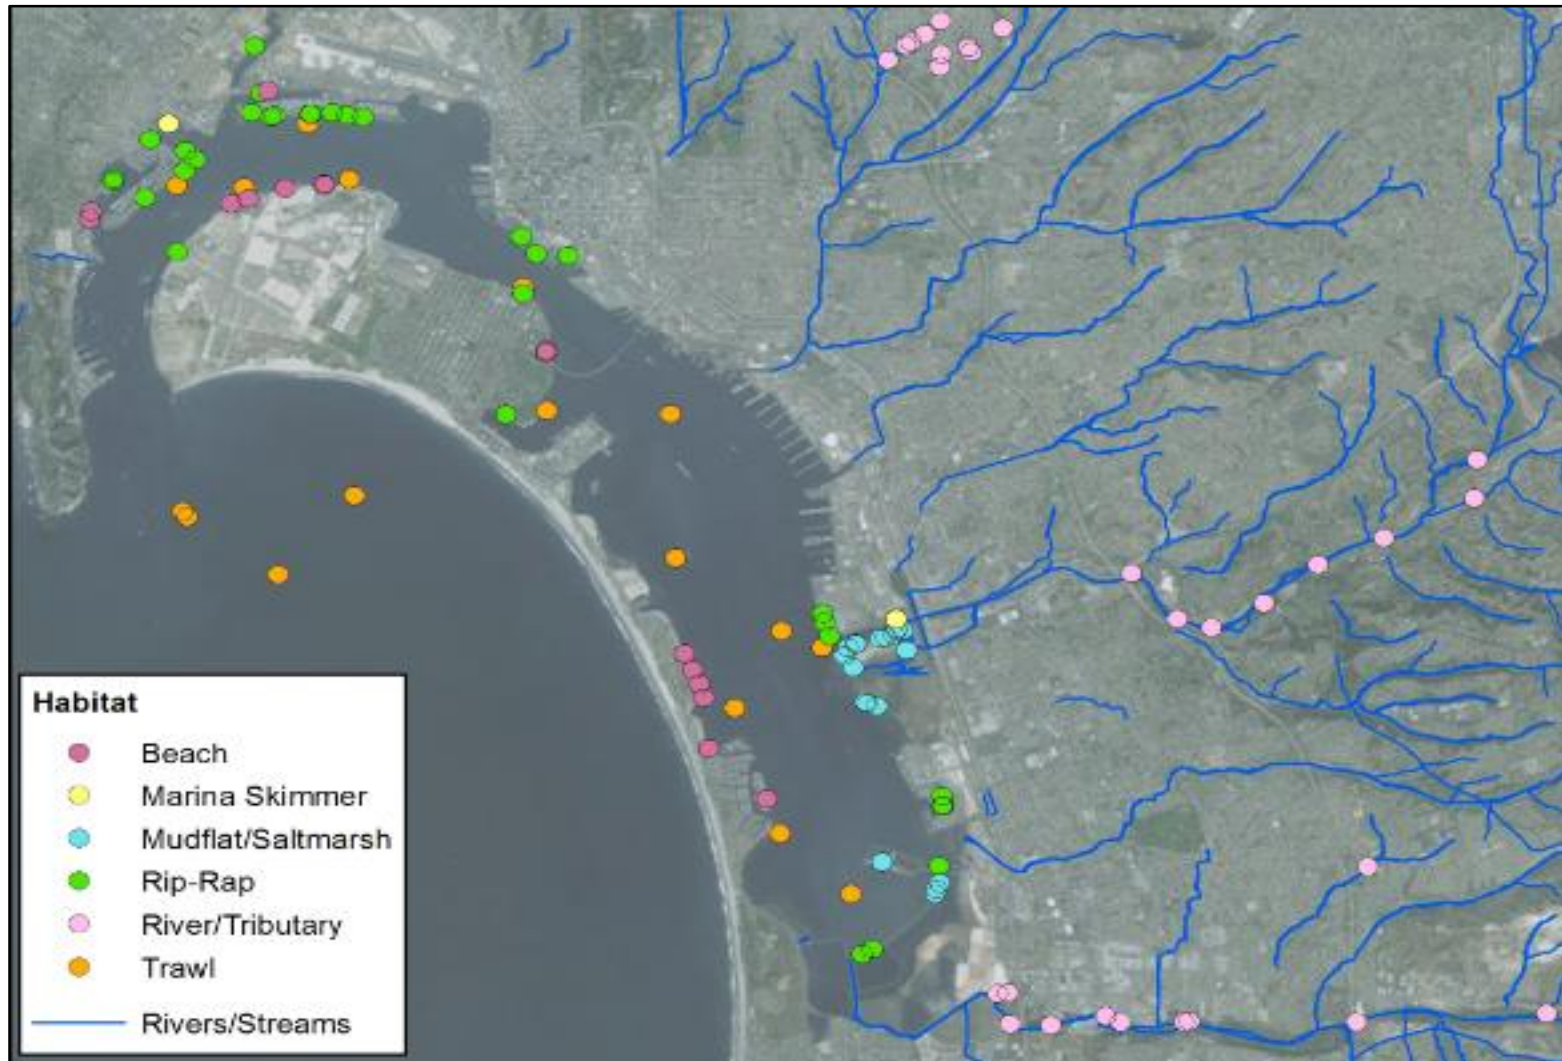 Habitat
Beach
Marina Skimmer
Mudflat/Saltmarsh
Rip-Rap
River/Tributary
Trawl
Rivers/Streams